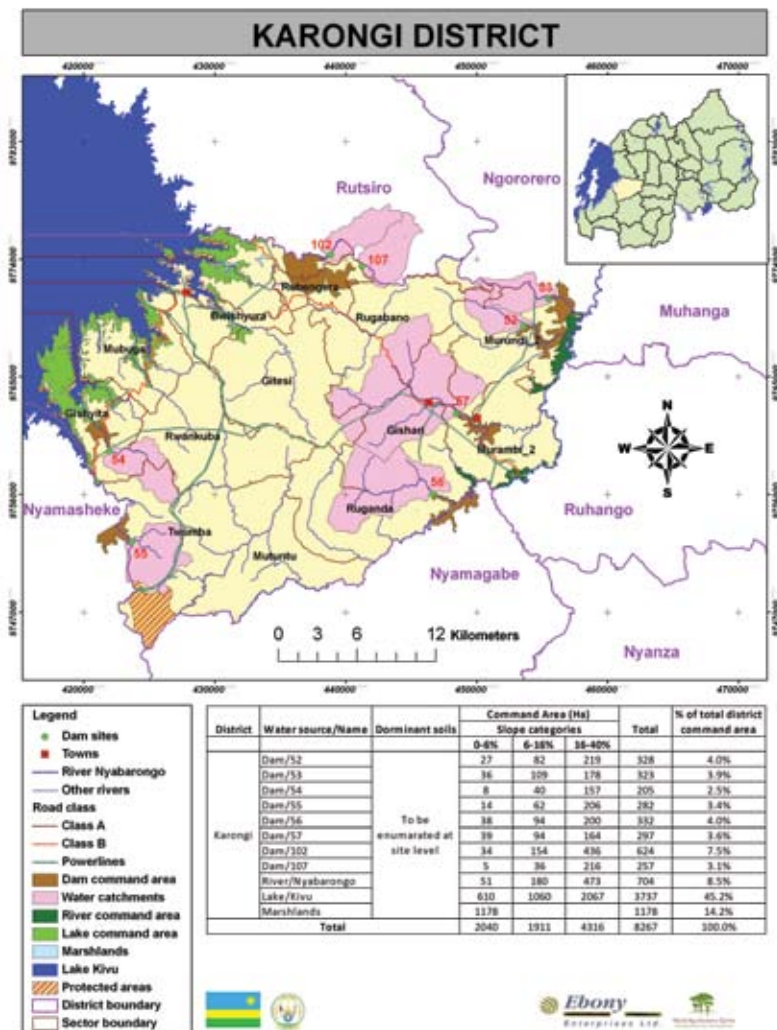 KARONGI DISTRICT
420000 430000 440000 450000 460000 470000
9783000 9783000
Rutsiro
Ngororero
102
107
9774000 9774000
Rubengera
53
Bwishyura
Rugabano
52
Muhanga
Murundi_2
Mubuga
9765000 9765000
Gitesi
57
Gishyita
N
Rwankuba
Gishari
Murambi_2
W E
54
S
56
9756000 9756000
Nyamasheke
Ruganda
Ruhango
Twumba
55
Mutuntu
Nyamagabe
9747000 9747000
0 3 6 12 Kilometers
Nyanza
420000 430000 440000 450000 460000 470000
Legend
Dam sites
Towns
River Nyabarongo
Other rivers
Road class
Class A
Class B
Powerlines
Dam command area
Water catchments
River command area
Lake command area
Marshlands
Lake Kivu
Protected areas
District boundary
Sector boundary
District Water source/Name Dorminant soils Command Area (Ha) Total % of total district command area
Slope categories
0-6% 6-16% 16-40%
Karongi To be enumarated at site level
Dam/52 27 82 219 328 4.0%
Dam/53 36 109 178 323 3.9%
Dam/54 8 40 157 205 2.5%
Dam/55 14 62 206 282 3.4%
Dam/56 38 94 200 332 4.0%
Dam/57 39 94 164 297 3.6%
Dam/102 34 154 436 624 7.5%
Dam/107 5 36 216 257 3.1%
River/Nyabarongo 51 180 473 704 8.5%
Lake/Kivu 610 1060 2067 3737 45.2%
Marshlands 1178 1178 14.2%
Total 2040 1911 4316 8267 100.0%
Ebony
Enterprises Ltd.